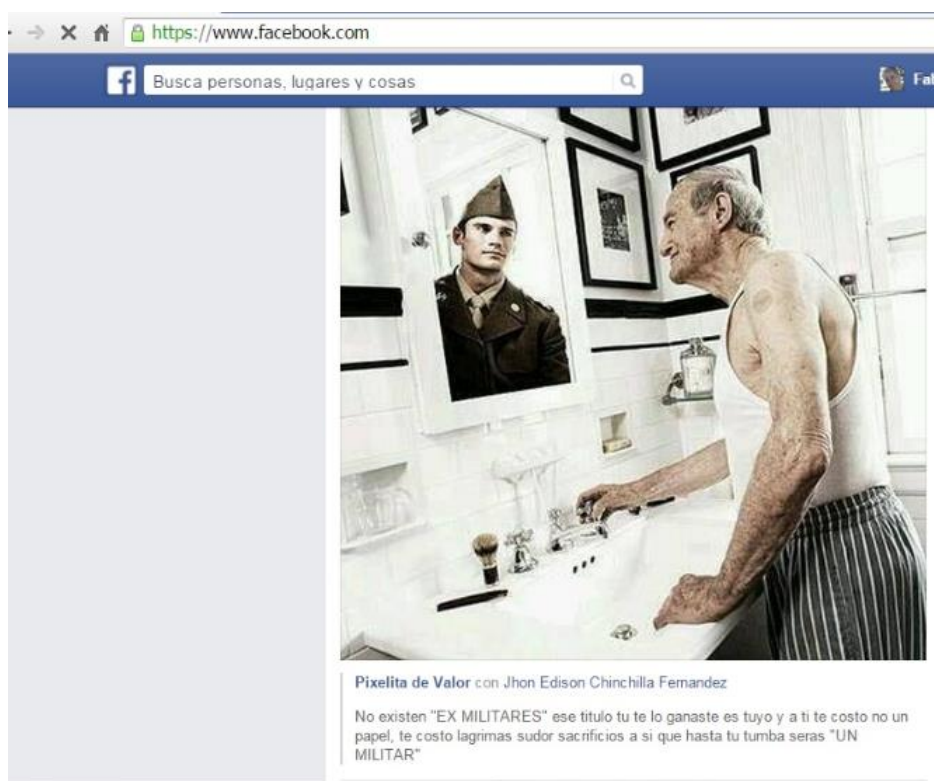 https://www.facebook.com
f Busca personas, lugares y cosas
Pixelita de Valor con Jhon Edison Chinchilla Fernandez
No existen "EX MILITARES" ese titulo tu te lo ganaste es tuyo y a ti te costo no un
papel, te costo lagrimas sudor sacrificios a si que hasta tu tumba seras "UN
MILITAR"